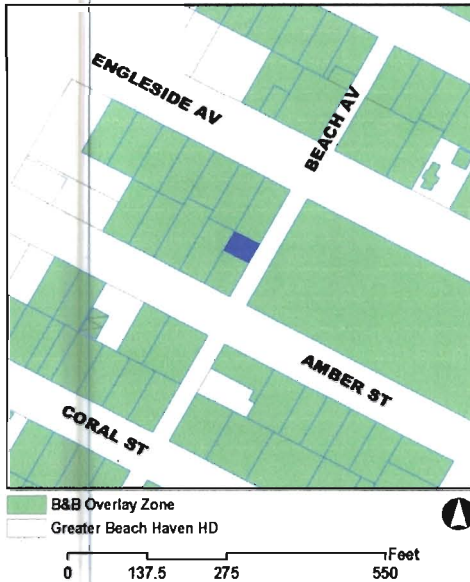 ENGLESIDE AV
BEACH AV
AMBER ST
CORAL ST
B&B Overlay Zone
Greater Beach Haven HD
Feet
0 137.5 275 550